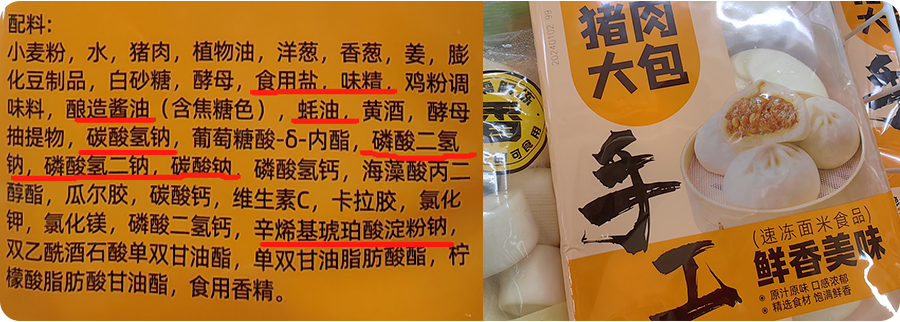 配料:
小麦粉，水，猪肉，植物油，洋葱，香葱，姜，膨
化豆制品，白砂糖，酵母，食用盐，味精，鸡粉调
味料，酿造酱油（含焦糖色），蚝油，黄酒，酵母
抽提物，碳酸氢钠，葡萄糖酸-δ-内酯，磷酸二氢
钠，磷酸氢二钠，碳酸钠，磷酸氢钙，海藻酸丙二
醇酯，瓜尔胶，碳酸钙，维生素C，卡拉胶，氯化
钾，氯化镁，磷酸二氢钙，辛烯基琥珀酸淀粉钠，
双乙酰酒石酸单双甘油酯，单双甘油脂肪酸酯，柠
檬酸脂肪酸甘油酯，食用香精。
猪肉
大包
20240102 99
手
工
(速冻面米食品)
鲜香美味
原汁原味 口感浓郁
精选食材 饱满鲜香
可食用